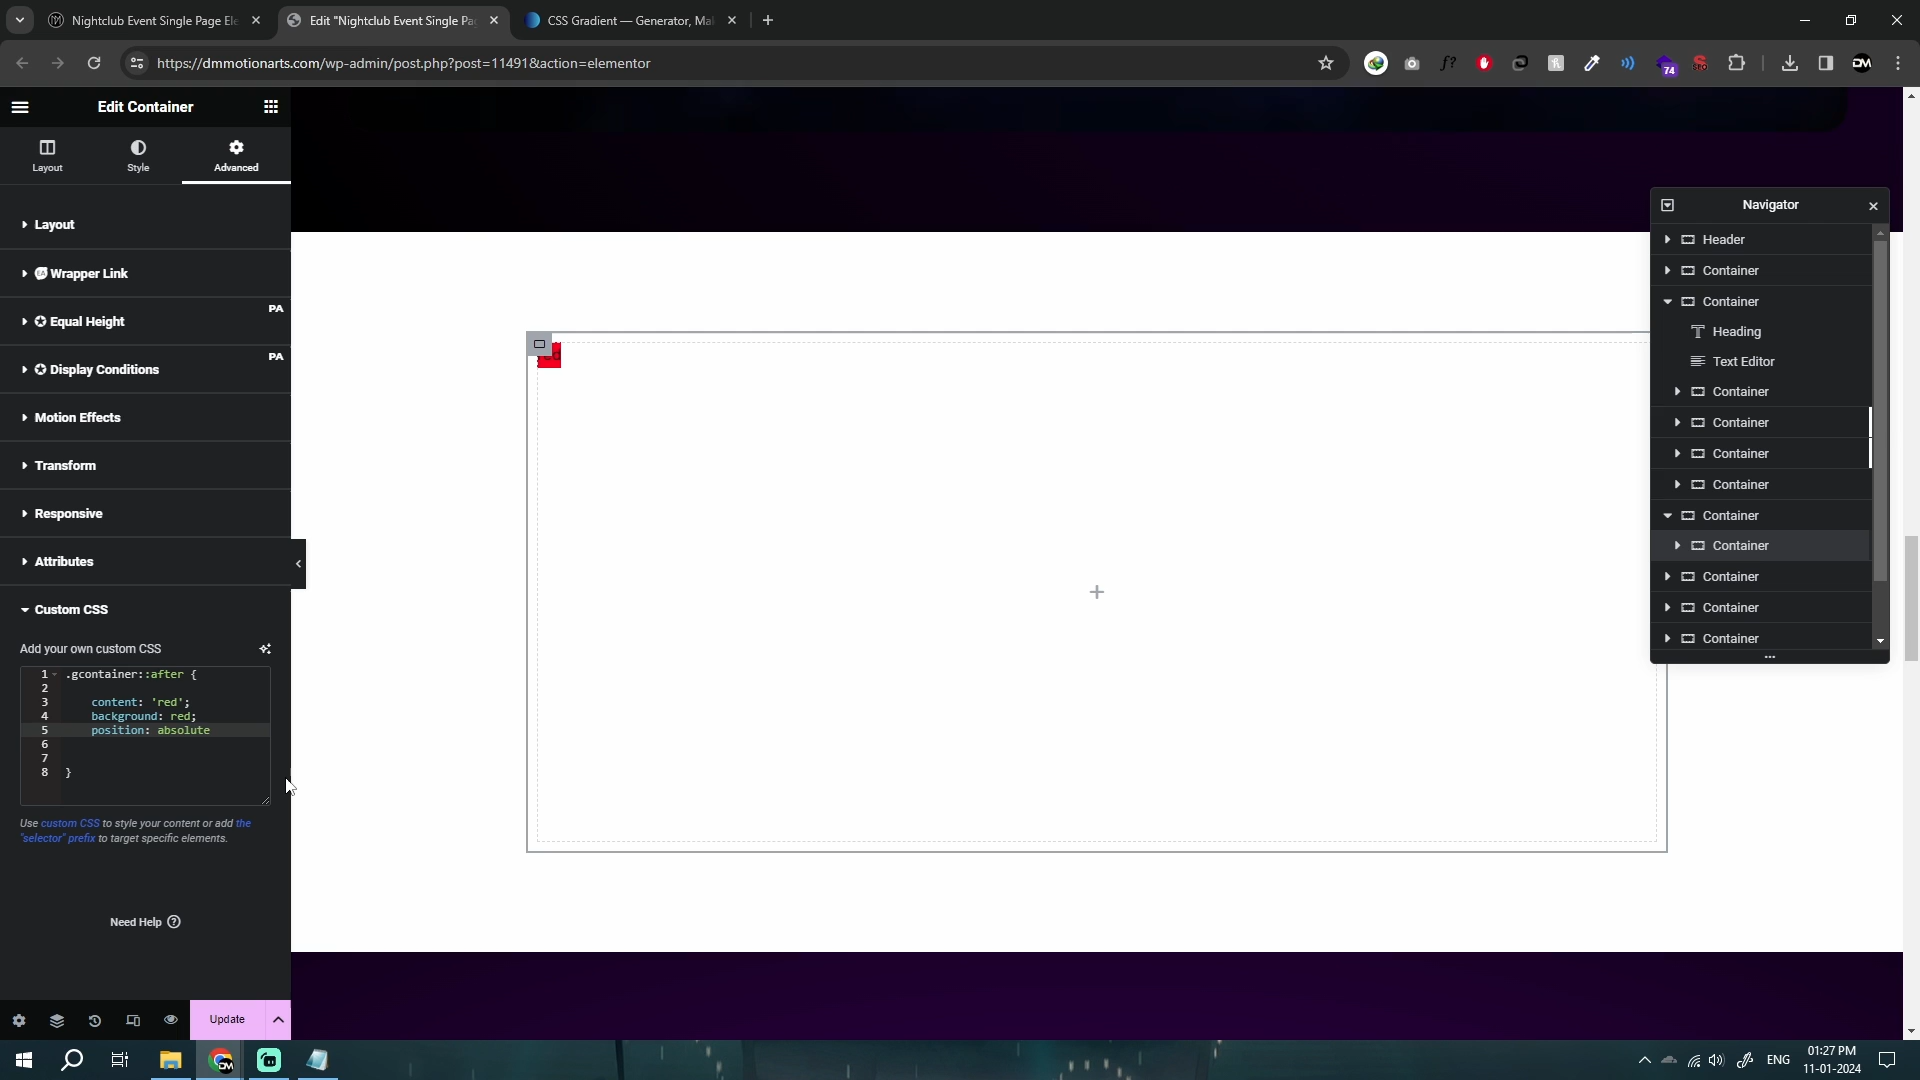 Nightclub Event Single Page Ele
Edit "Nightclub Event Single Pa
CSS Gradient — Generator, Ma
https://dmmotionarts.com/wp-admin/post.php?post=11491&action=elementor
f?
74
SEO
DM
Edit Container
Layout
Style
Advanced
Layout
Wrapper Link
PA
Equal Height
PA
Display Conditions
Motion Effects
Transform
Responsive
Attributes
Custom CSS
Add your own custom CSS
1 .gcontainer::after {
2
3 content: 'red';
4 background: red;
5 position: absolute
6
7
8 }
Use custom CSS to style your content or add the
"selector" prefix to target specific elements.
Need Help
Update
Navigator
Header
Container
Container
Heading
Text Editor
Container
Container
Container
Container
Container
Container
Container
Container
Container
ENG
01:27 PM
11-01-2024